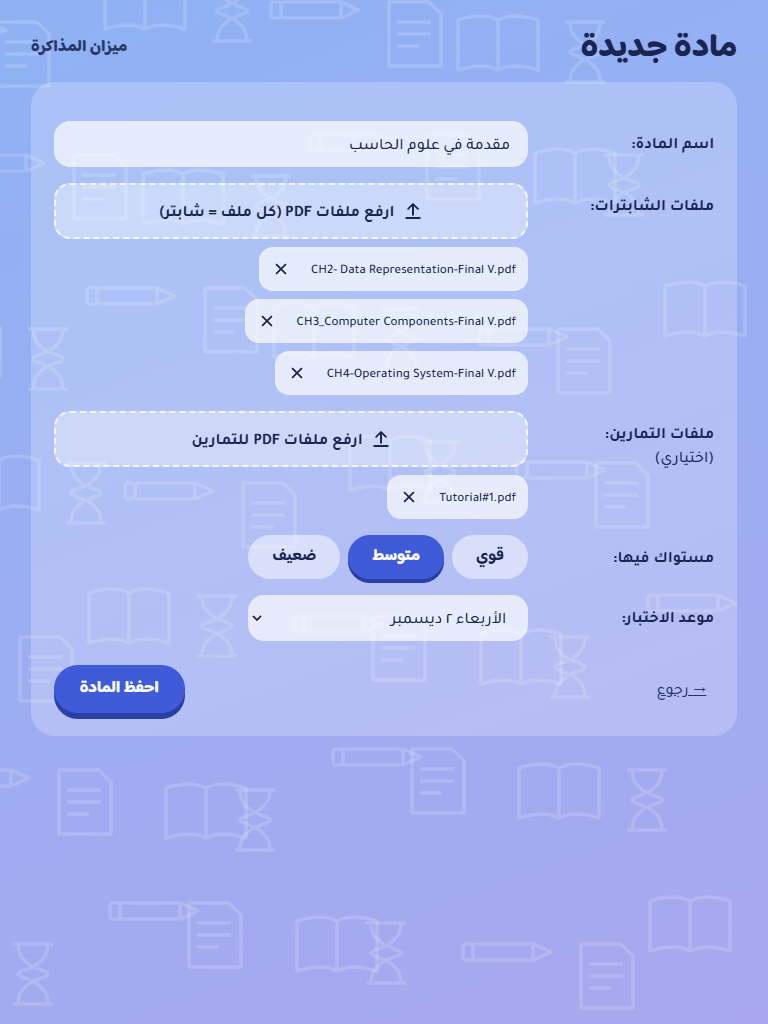 مادة جديدة
ميزان المذاكرة
اسم المادة:
مقدمة في علوم الحاسب
ملفات الشابترات:
ارفع ملفات PDF (كل ملف = شابتر)
CH2- Data Representation-Final V.pdf
CH3_Computer Components-Final V.pdf
CH4-Operating System-Final V.pdf
ملفات التمارين:
(اختياري)
ارفع ملفات PDF للتمارين
Tutorial#1.pdf
مستواك فيها:
قوي
متوسط
ضعيف
موعد الاختبار:
الأربعاء ٢ ديسمبر
→ رجوع
احفظ المادة